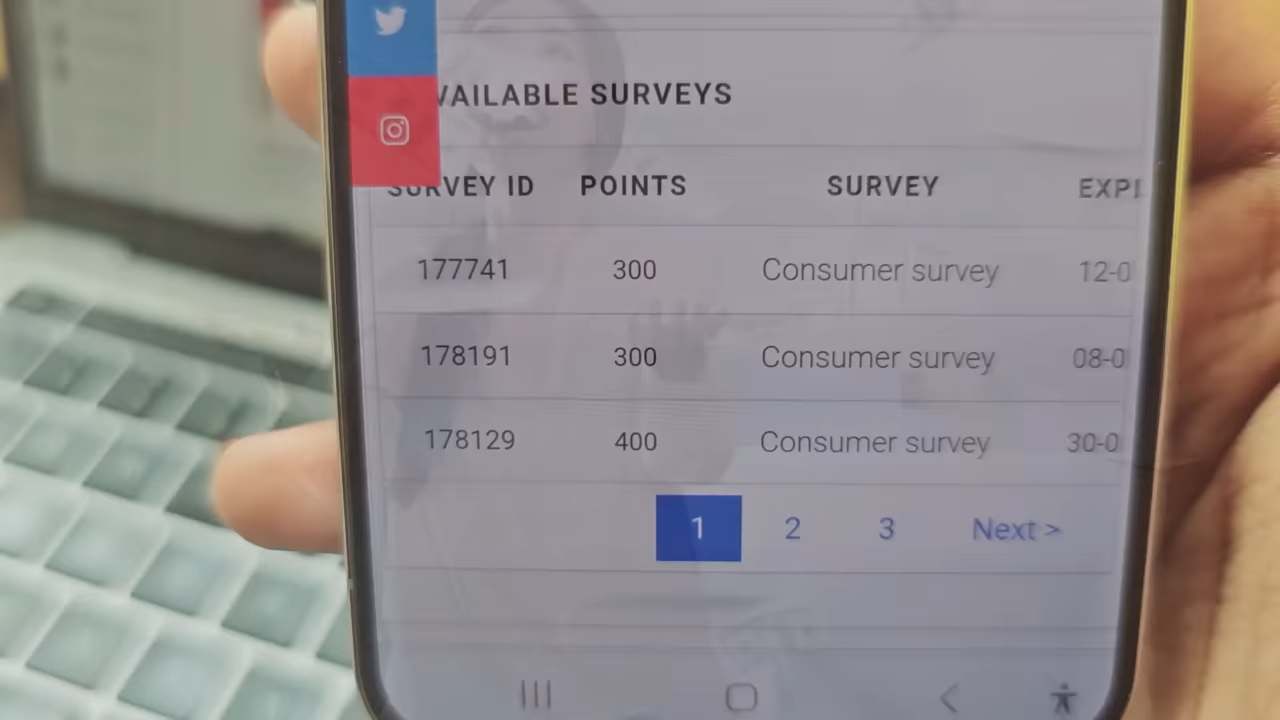 VAILABLE SURVEYS
SURVEY ID POINTS SURVEY EXPI
177741 300 Consumer survey 12-0
178191 300 Consumer survey 08-0
178129 400 Consumer survey 30-0
1 2 3 Next >